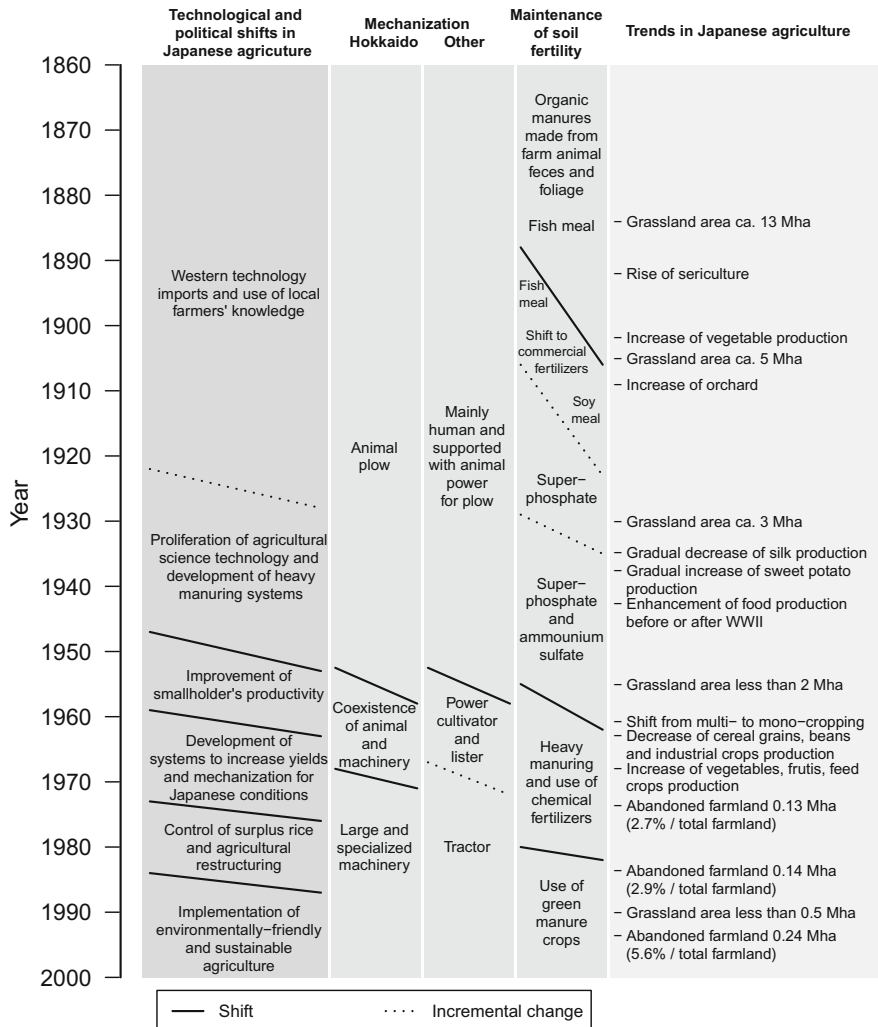 Technological and
political shifts in
Japanese agricuture
Mechanization
Hokkaido
Other
Maintenance
of soil
fertility
Trends in Japanese agriculture
Year
1860
1870
1880
1890
1900
1910
1920
1930
1940
1950
1960
1970
1980
1990
2000
Western technology
imports and use of local
farmers' knowledge
Proliferation of agricultural
science technology and
development of heavy
manuring systems
Improvement of
smallholder's productivity
Development of
systems to increase yields
and mechanization for
Japanese conditions
Control of surplus rice
and agricultural
restructuring
Implementation of
environmentally−friendly
and sustainable
agriculture
Animal
plow
Coexistence
of animal
and
machinery
Large and
specialized
machinery
Mainly
human and
supported
with animal
power
for plow
Power
cultivator
and
lister
Tractor
Organic
manures
made from
farm animal
feces and
foliage
Fish meal
Fish
meal
Shift to
commercial
fertilizers
Soy
meal
Super−
phosphate
Super−
phosphate
and
ammounium
sulfate
Heavy
manuring
and use of
chemical
fertilizers
Use of
green
manure
crops
− Grassland area ca. 13 Mha
− Rise of sericulture
− Increase of vegetable production
− Grassland area ca. 5 Mha
− Increase of orchard
− Grassland area ca. 3 Mha
− Gradual decrease of silk production
− Gradual increase of sweet potato
production
− Enhancement of food production
before or after WWII
− Grassland area less than 2 Mha
− Shift from multi− to mono−cropping
− Decrease of cereal grains, beans
and industrial crops production
− Increase of vegetables, frutis, feed
crops production
− Abandoned farmland 0.13 Mha
(2.7% / total farmland)
− Abandoned farmland 0.14 Mha
(2.9% / total farmland)
− Grassland area less than 0.5 Mha
− Abandoned farmland 0.24 Mha
(5.6% / total farmland)
Shift
Incremental change